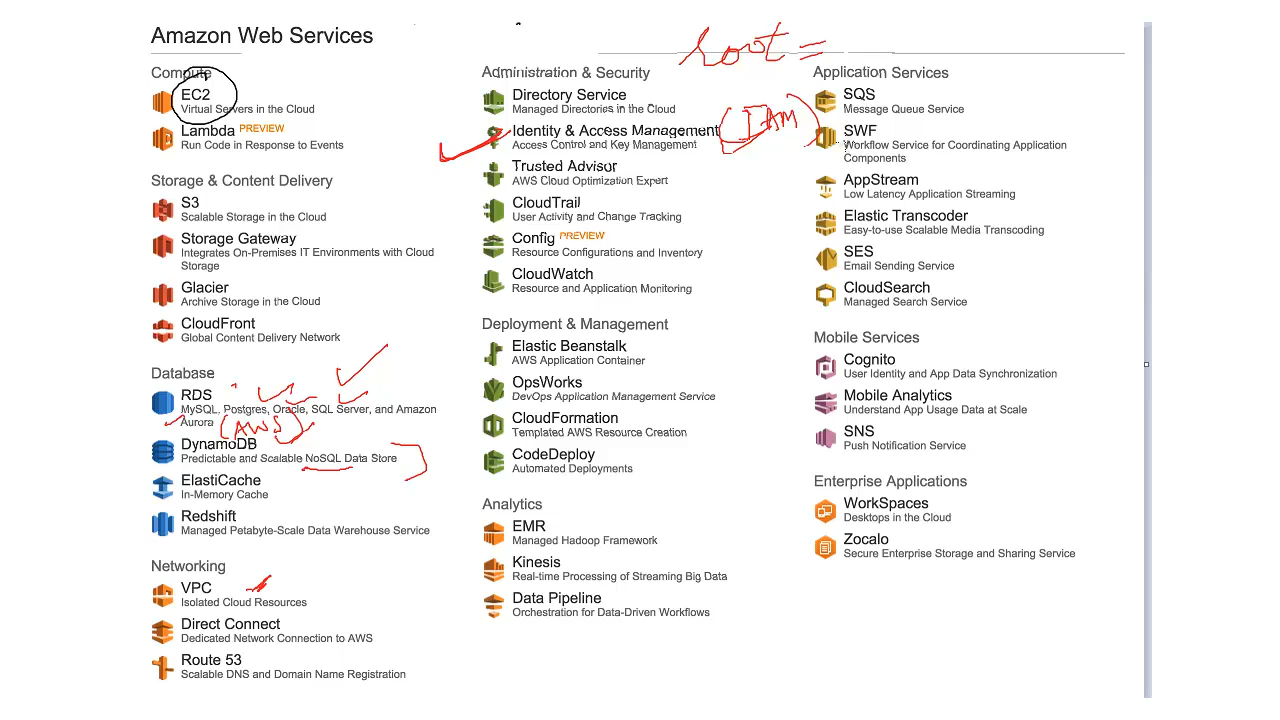 Amazon Web Services
root =
Compute
EC2
Virtual Servers in the Cloud
Lambda PREVIEW
Run Code in Response to Events
Storage & Content Delivery
S3
Scalable Storage in the Cloud
Storage Gateway
Integrates On-Premises IT Environments with Cloud
Storage
Glacier
Archive Storage in the Cloud
CloudFront
Global Content Delivery Network
Database
RDS
MySQL, Postgres, Oracle, SQL Server, and Amazon
Aurora
(AWS)
DynamoDB
Predictable and Scalable NoSQL Data Store
ElastiCache
In-Memory Cache
Redshift
Managed Petabyte-Scale Data Warehouse Service
Networking
VPC
Isolated Cloud Resources
Direct Connect
Dedicated Network Connection to AWS
Route 53
Scalable DNS and Domain Name Registration
Administration & Security
Directory Service
Managed Directories in the Cloud
Identity & Access Management (IAM)
Access Control and Key Management
Trusted Advisor
AWS Cloud Optimization Expert
CloudTrail
User Activity and Change Tracking
Config PREVIEW
Resource Configurations and Inventory
CloudWatch
Resource and Application Monitoring
Deployment & Management
Elastic Beanstalk
AWS Application Container
OpsWorks
DevOps Application Management Service
CloudFormation
Templated AWS Resource Creation
CodeDeploy
Automated Deployments
Analytics
EMR
Managed Hadoop Framework
Kinesis
Real-time Processing of Streaming Big Data
Data Pipeline
Orchestration for Data-Driven Workflows
Application Services
SQS
Message Queue Service
SWF
Workflow Service for Coordinating Application
Components
AppStream
Low Latency Application Streaming
Elastic Transcoder
Easy-to-use Scalable Media Transcoding
SES
Email Sending Service
CloudSearch
Managed Search Service
Mobile Services
Cognito
User Identity and App Data Synchronization
Mobile Analytics
Understand App Usage Data at Scale
SNS
Push Notification Service
Enterprise Applications
WorkSpaces
Desktops in the Cloud
Zocalo
Secure Enterprise Storage and Sharing Service